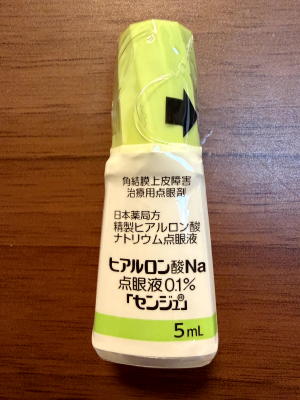 角結膜上皮障害
治療用点眼剤
日本薬局方
精製ヒアルロン酸
ナトリウム点眼液
ヒアルロン酸Na
点眼液0.1%
「センジュ」
5mL